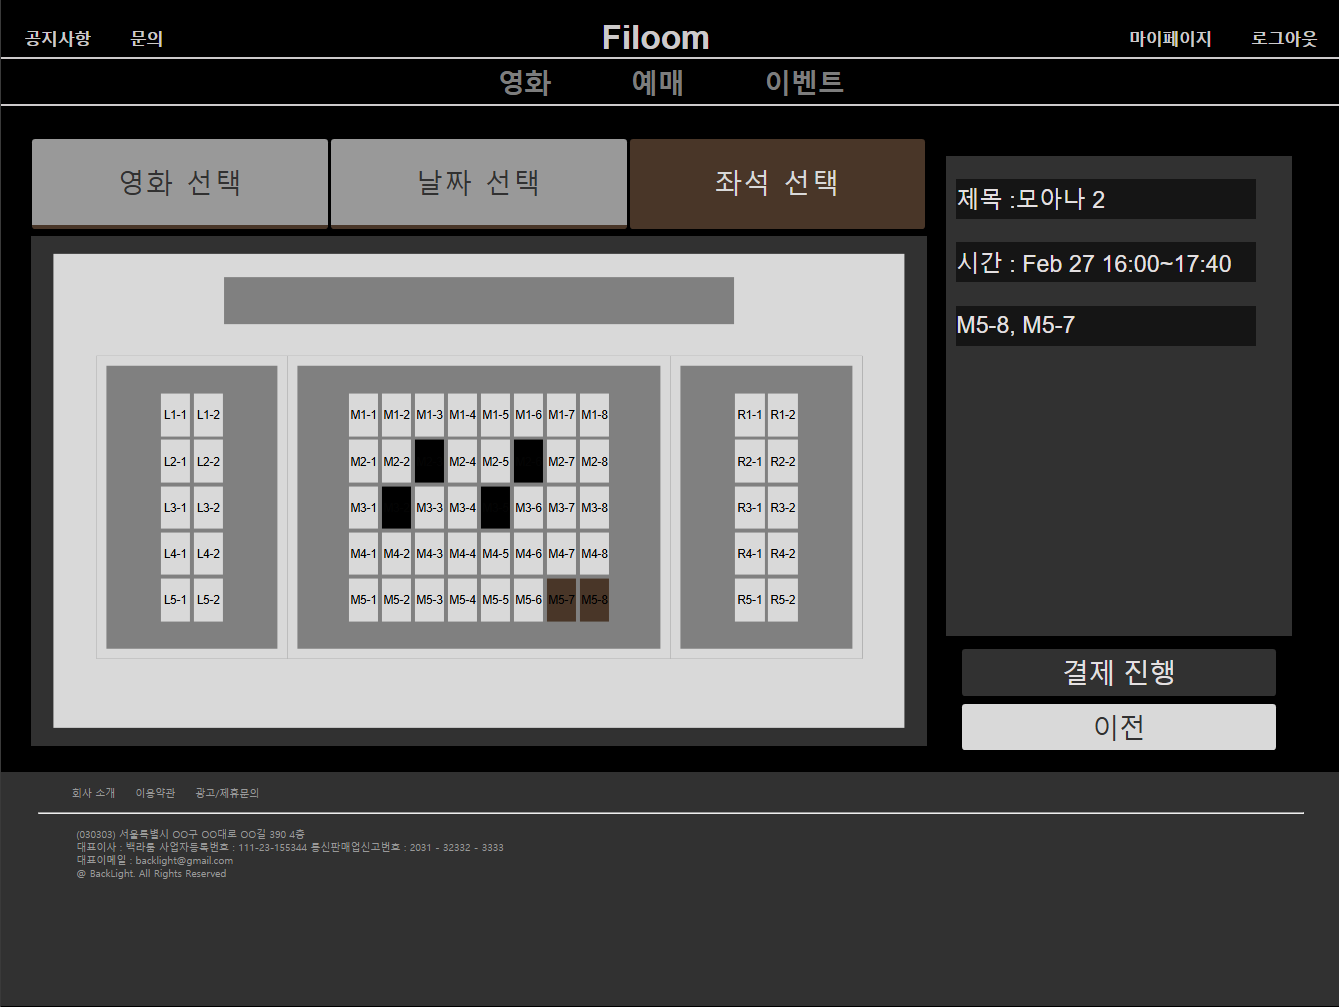 공지사항 문의 Filoom 마이페이지 로그아웃
영화 예매 이벤트
영화 선택 날짜 선택 좌석 선택
제목 :모아나 2
시간 : Feb 27 16:00~17:40
M5-8, M5-7
L1-1 L1-2 M1-1 M1-2 M1-3 M1-4 M1-5 M1-6 M1-7 M1-8 R1-1 R1-2
L2-1 L2-2 M2-1 M2-2 M2-4 M2-5 M2-7 M2-8 R2-1 R2-2
L3-1 L3-2 M3-1 M3-3 M3-4 M3-6 M3-7 M3-8 R3-1 R3-2
L4-1 L4-2 M4-1 M4-2 M4-3 M4-4 M4-5 M4-6 M4-7 M4-8 R4-1 R4-2
L5-1 L5-2 M5-1 M5-2 M5-3 M5-4 M5-5 M5-6 M5-7 M5-8 R5-1 R5-2
결제 진행
이전
회사 소개 이용약관 광고/제휴문의
(030303) 서울특별시 OO구 OO대로 OO길 390 4층
대표이사 : 백라룸 사업자등록번호 : 111-23-155344 통신판매업신고번호 : 2031 - 32332 - 3333
대표이메일 : backlight@gmail.com
@ BackLight. All Rights Reserved